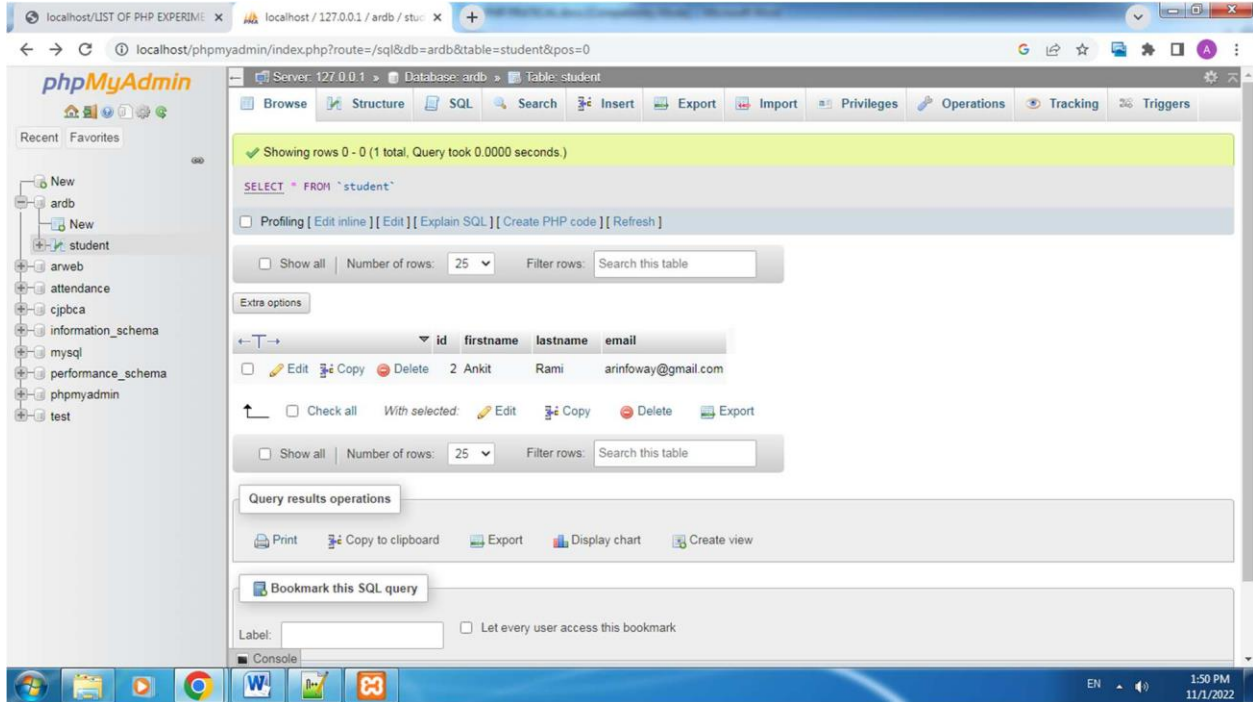 localhost/LIST OF PHP EXPERIME
localhost / 127.0.0.1 / ardb / stud
localhost/phpmyadmin/index.php?route=/sql&db=ardb&table=student&pos=0
A
phpMyAdmin
Recent Favorites
New
ardb
New
student
arweb
attendance
cjpbca
information_schema
mysql
performance_schema
phpmyadmin
test
Server: 127.0.0.1 » Database: ardb » Table: student
Browse Structure SQL Search Insert Export Import Privileges Operations Tracking Triggers
Showing rows 0 - 0 (1 total, Query took 0.0000 seconds.)
SELECT * FROM `student`
Profiling [ Edit inline ] [ Edit ] [ Explain SQL ] [ Create PHP code ] [ Refresh ]
Show all | Number of rows: 25 Filter rows: Search this table
Extra options
←T→ id firstname lastname email
Edit Copy Delete 2 Ankit Rami arinfoway@gmail.com
Check all With selected: Edit Copy Delete Export
Show all | Number of rows: 25 Filter rows: Search this table
Query results operations
Print Copy to clipboard Export Display chart Create view
Bookmark this SQL query
Label: Let every user access this bookmark
Console
EN 1:50 PM
11/1/2022